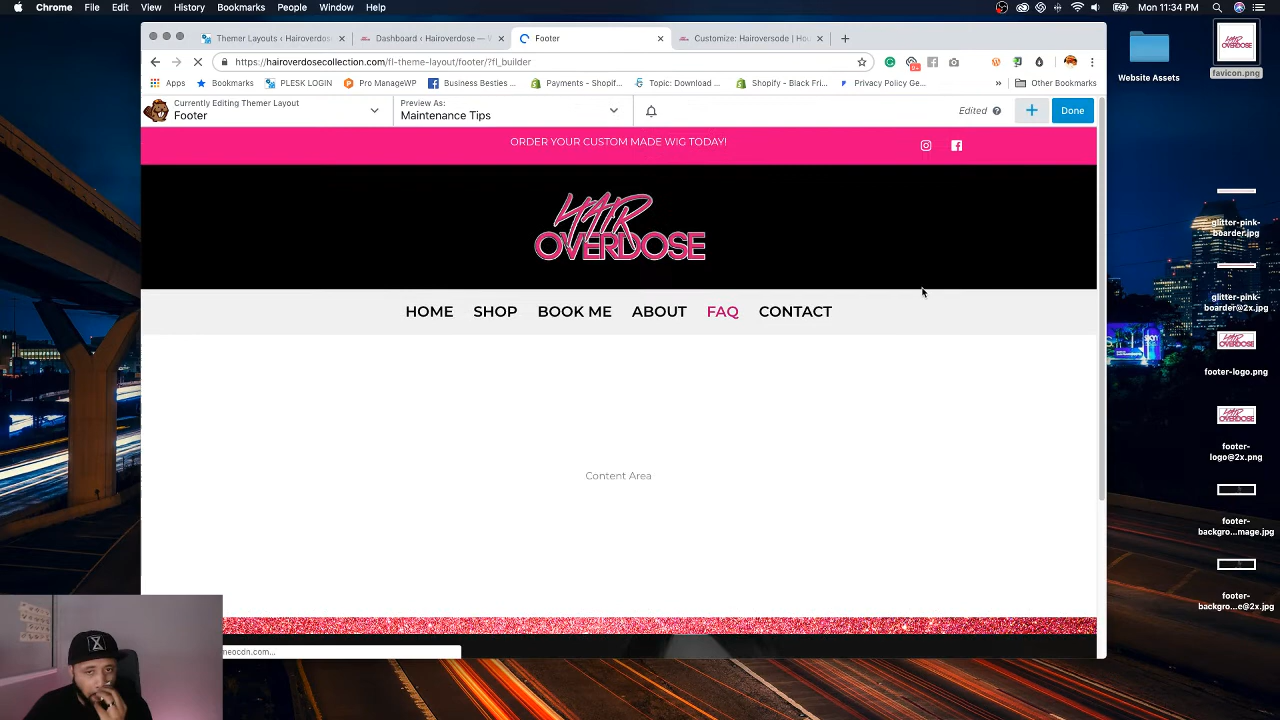 Chrome File Edit View History Bookmarks People Window Help
Mon 11:34 PM
Themer Layouts ‹ Hairoverdos
Dashboard ‹ Hairoverdose — W
Footer
Customize: Hairoversode | Hou
https://hairoverdosecollection.com/fl-theme-layout/footer/?fl_builder
Apps Bookmarks PLESK LOGIN Pro ManageWP Business Besties ... Payments – Shopif... Topic: Download ... Shopify - Play Fri... Privacy Policy Ge... » Other Bookmarks
Currently Editing Themer Layout
Footer
Preview As:
Maintenance Tips
Edited
Done
ORDER YOUR CUSTOM MADE WIG TODAY!
HAIR
OVERDOSE
HOME SHOP BOOK ME ABOUT FAQ CONTACT
Content Area
neocdn.com...
Website Assets
favicon.png
glitter-pink-
boarder.jpg
glitter-pink-
boarder@2x.jpg
footer-logo.png
footer-
logo@2x.png
footer-
backgro...mage.jpg
footer-
backgro...e@2x.jpg